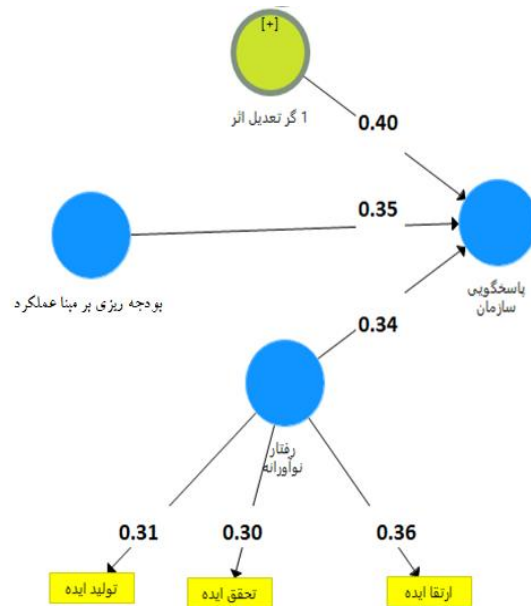 [+]
1 گر تعدیل اثر
0.40
0.35
بودجه ریزی بر مبنا عملکرد
پاسخگویی
سازمان
0.34
رفتار
نوآورانه
0.31
0.30
0.36
تولید ایده
تحقق ایده
ارتقا ایده